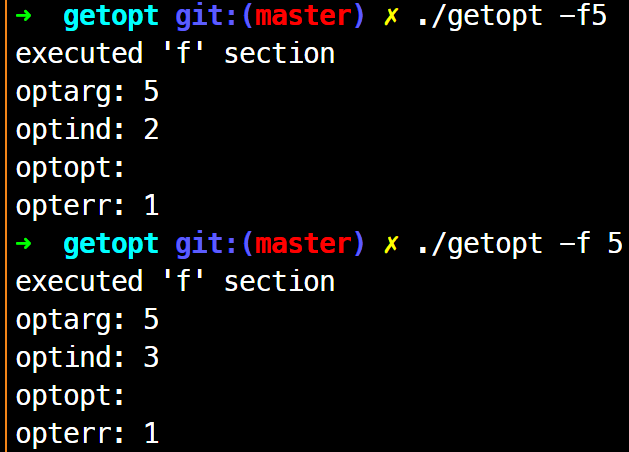 ➜  getopt git:(master) ✗ ./getopt -f5
executed 'f' section
optarg: 5
optind: 2
optopt:
opterr: 1
➜  getopt git:(master) ✗ ./getopt -f 5
executed 'f' section
optarg: 5
optind: 3
optopt:
opterr: 1